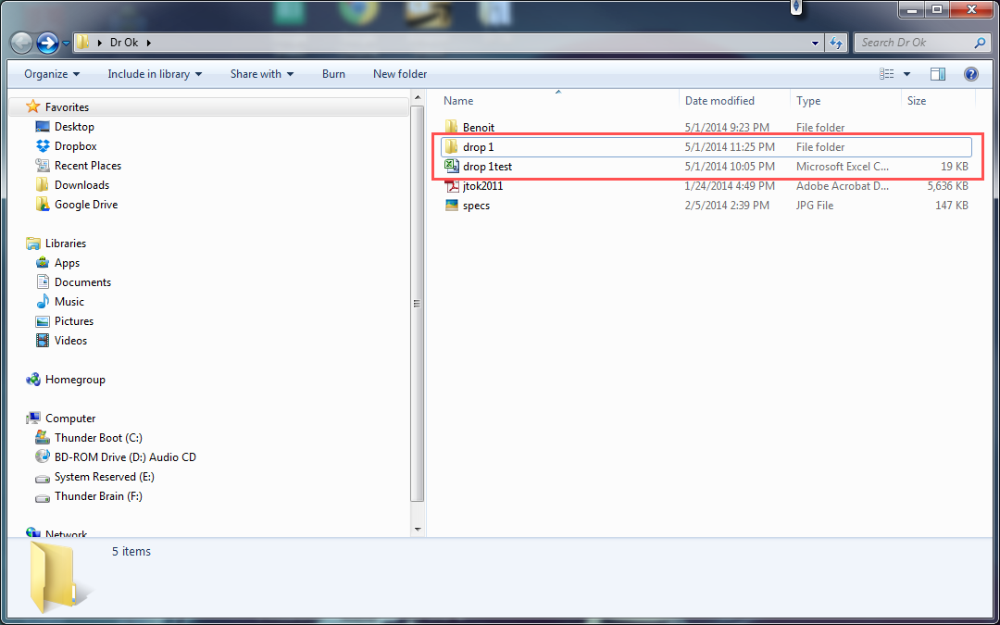 Dr Ok
Search Dr Ok
Organize Include in library Share with Burn New folder
Favorites
Desktop
Dropbox
Recent Places
Downloads
Google Drive
Libraries
Apps
Documents
Music
Pictures
Videos
Homegroup
Computer
Thunder Boot (C:)
BD-ROM Drive (D:) Audio CD
System Reserved (E:)
Thunder Brain (F:)
Network
Name Date modified Type Size
Benoit 5/1/2014 9:23 PM File folder
drop 1 5/1/2014 11:25 PM File folder
drop 1test 5/1/2014 10:05 PM Microsoft Excel C... 19 KB
jtok2011 1/24/2014 4:49 PM Adobe Acrobat D... 5,636 KB
specs 2/5/2014 2:39 PM JPG File 147 KB
5 items